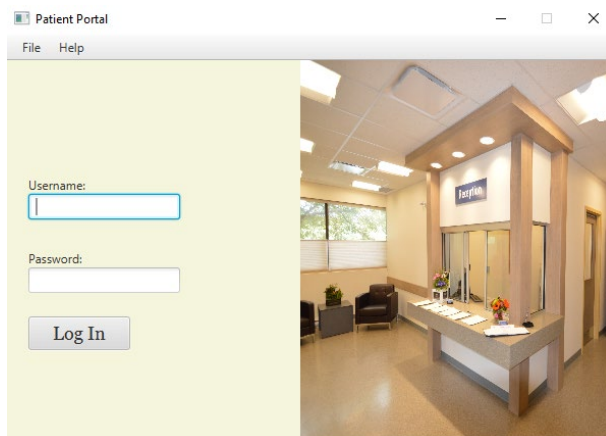 Patient Portal
File Help
Username:
Password:
Log In
Reception